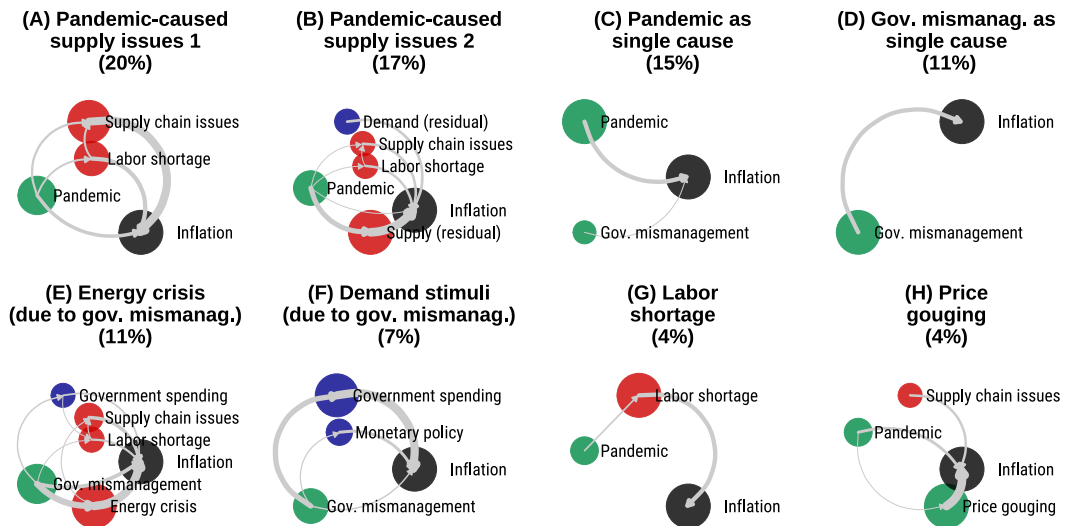 (A) Pandemic-caused
supply issues 1
(20%)
Supply chain issues
Labor shortage
Pandemic
Inflation
(B) Pandemic-caused
supply issues 2
(17%)
Demand (residual)
Supply chain issues
Labor shortage
Pandemic
Inflation
Supply (residual)
(C) Pandemic as
single cause
(15%)
Pandemic
Inflation
Gov. mismanagement
(D) Gov. mismanag. as
single cause
(11%)
Inflation
Gov. mismanagement
(E) Energy crisis
(due to gov. mismanag.)
(11%)
Government spending
Supply chain issues
Labor shortage
Inflation
Gov. mismanagement
Energy crisis
(F) Demand stimuli
(due to gov. mismanag.)
(7%)
Government spending
Monetary policy
Inflation
Gov. mismanagement
(G) Labor
shortage
(4%)
Labor shortage
Pandemic
Inflation
(H) Price
gouging
(4%)
Supply chain issues
Pandemic
Inflation
Price gouging